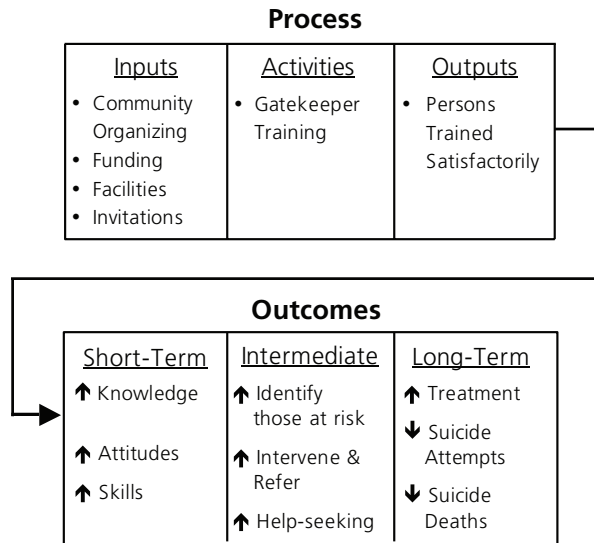 Process
Inputs
• Community
Organizing
• Funding
• Facilities
• Invitations
Activities
• Gatekeeper
Training
Outputs
• Persons
Trained
Satisfactorily
Outcomes
Short-Term
↑ Knowledge
↑ Attitudes
↑ Skills
Intermediate
↑ Identify
those at risk
↑ Intervene &
Refer
↑ Help-seeking
Long-Term
↑ Treatment
↓ Suicide
Attempts
↓ Suicide
Deaths